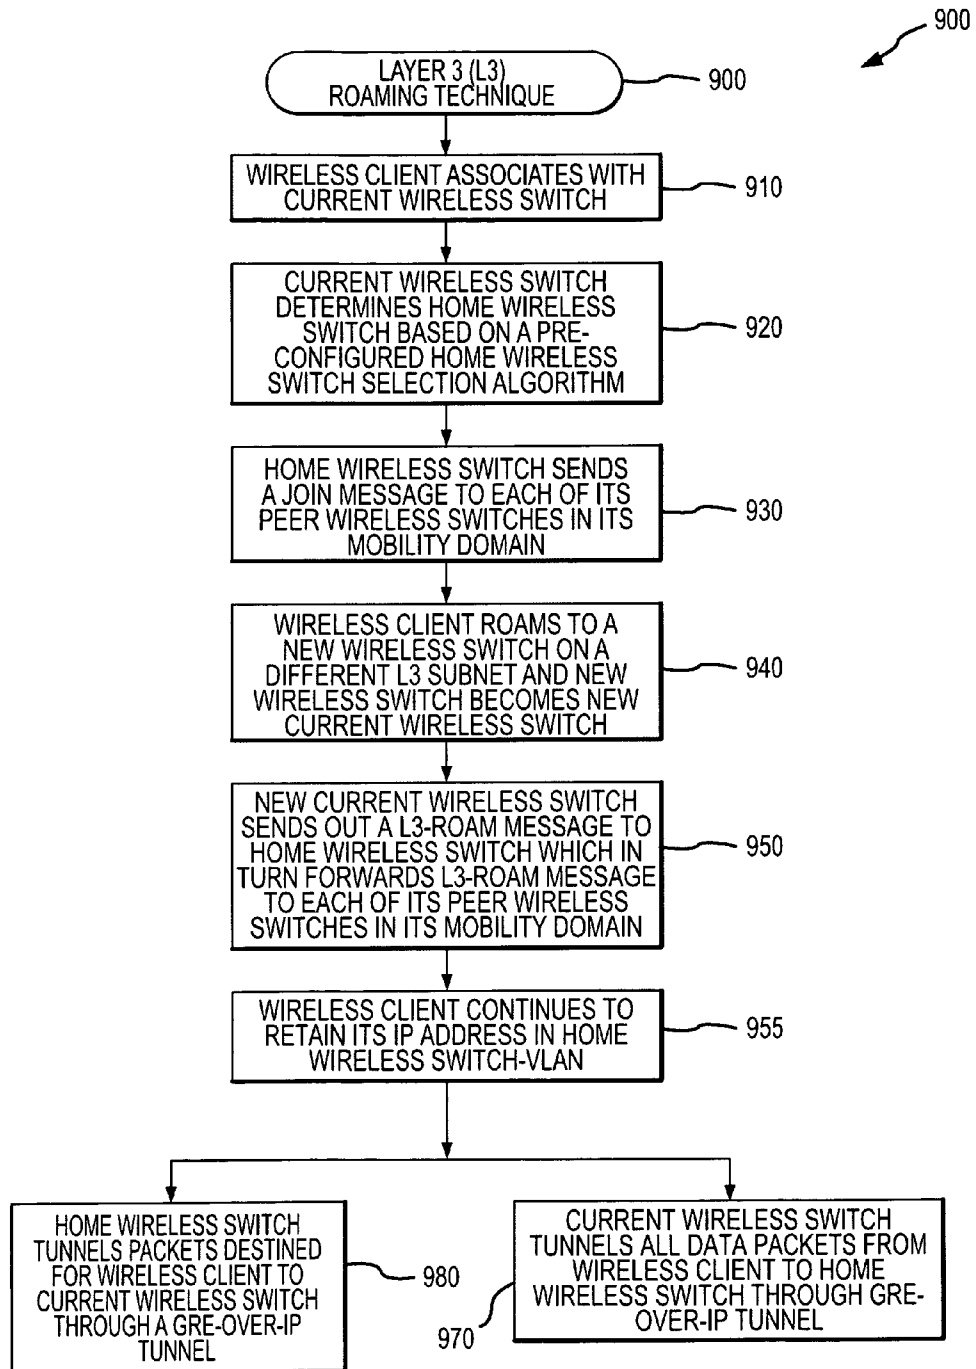 900
LAYER 3 (L3)
ROAMING TECHNIQUE
900
WIRELESS CLIENT ASSOCIATES WITH
CURRENT WIRELESS SWITCH
910
CURRENT WIRELESS SWITCH
DETERMINES HOME WIRELESS
SWITCH BASED ON A PRE-
CONFIGURED HOME WIRELESS
SWITCH SELECTION ALGORITHM
920
HOME WIRELESS SWITCH SENDS
A JOIN MESSAGE TO EACH OF ITS
PEER WIRELESS SWITCHES IN ITS
MOBILITY DOMAIN
930
WIRELESS CLIENT ROAMS TO A
NEW WIRELESS SWITCH ON A
DIFFERENT L3 SUBNET AND NEW
WIRELESS SWITCH BECOMES NEW
CURRENT WIRELESS SWITCH
940
NEW CURRENT WIRELESS SWITCH
SENDS OUT A L3-ROAM MESSAGE TO
HOME WIRELESS SWITCH WHICH IN
TURN FORWARDS L3-ROAM MESSAGE
TO EACH OF ITS PEER WIRELESS
SWITCHES IN ITS MOBILITY DOMAIN
950
WIRELESS CLIENT CONTINUES TO
RETAIN ITS IP ADDRESS IN HOME
WIRELESS SWITCH-VLAN
955
HOME WIRELESS SWITCH
TUNNELS PACKETS DESTINED
FOR WIRELESS CLIENT TO
CURRENT WIRELESS SWITCH
THROUGH A GRE-OVER-IP
TUNNEL
980
CURRENT WIRELESS SWITCH
TUNNELS ALL DATA PACKETS FROM
WIRELESS CLIENT TO HOME
WIRELESS SWITCH THROUGH GRE-
OVER-IP TUNNEL
970